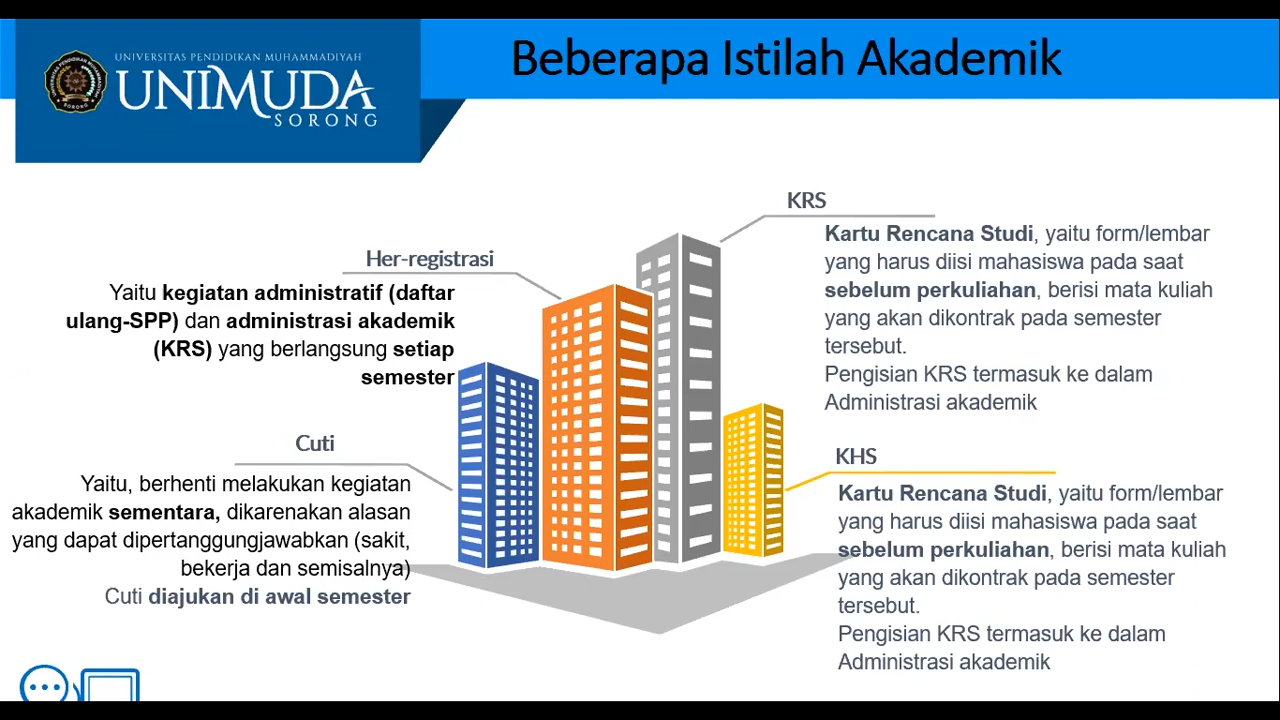 UNIVERSITAS PENDIDIKAN MUHAMMADIYAH
UNIMUDA
SORONG
Beberapa Istilah Akademik
Her-registrasi
Yaitu kegiatan administratif (daftar
ulang-SPP) dan administrasi akademik
(KRS) yang berlangsung setiap
semester
Cuti
Yaitu, berhenti melakukan kegiatan
akademik sementara, dikarenakan alasan
yang dapat dipertanggungjawabkan (sakit,
bekerja dan semisalnya)
Cuti diajukan di awal semester
KRS
Kartu Rencana Studi, yaitu form/lembar
yang harus diisi mahasiswa pada saat
sebelum perkuliahan, berisi mata kuliah
yang akan dikontrak pada semester
tersebut.
Pengisian KRS termasuk ke dalam
Administrasi akademik
KHS
Kartu Rencana Studi, yaitu form/lembar
yang harus diisi mahasiswa pada saat
sebelum perkuliahan, berisi mata kuliah
yang akan dikontrak pada semester
tersebut.
Pengisian KRS termasuk ke dalam
Administrasi akademik